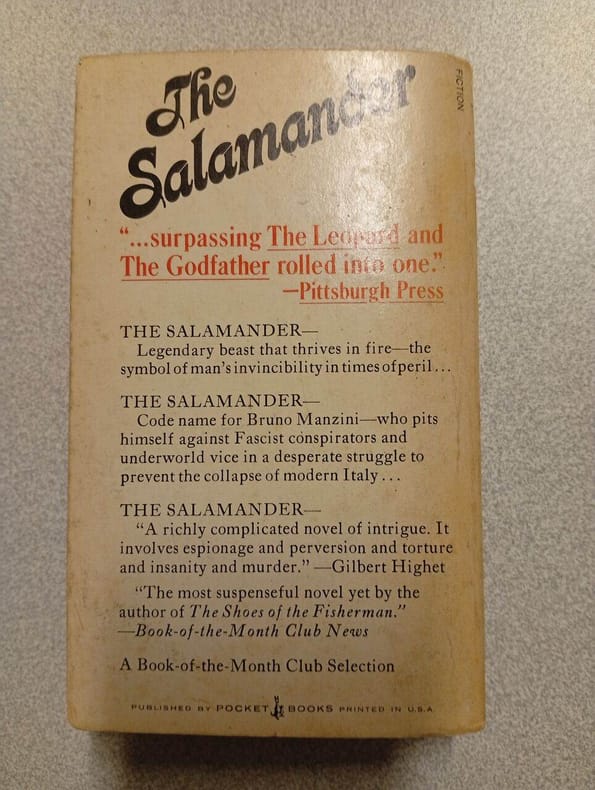 The
Salamander
FICTION
"...surpassing The Leopard and
The Godfather rolled into one."
—Pittsburgh Press
THE SALAMANDER—
Legendary beast that thrives in fire—the
symbol of man's invincibility in times of peril...
THE SALAMANDER—
Code name for Bruno Manzini—who pits
himself against Fascist conspirators and
underworld vice in a desperate struggle to
prevent the collapse of modern Italy...
THE SALAMANDER—
"A richly complicated novel of intrigue. It
involves espionage and perversion and torture
and insanity and murder." —Gilbert Highet
"The most suspenseful novel yet by the
author of The Shoes of the Fisherman."
—Book-of-the-Month Club News
A Book-of-the-Month Club Selection
PUBLISHED BY POCKET BOOKS PRINTED IN U.S.A.